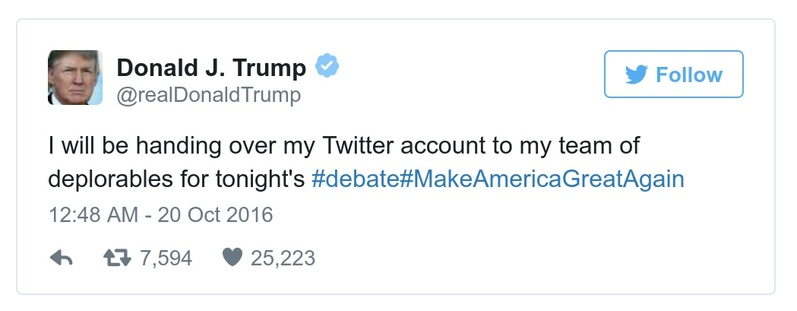 Donald J. Trump
@realDonaldTrump
Follow
I will be handing over my Twitter account to my team of
deplorables for tonight's #debate#MakeAmericaGreatAgain
12:48 AM - 20 Oct 2016
7,594 25,223